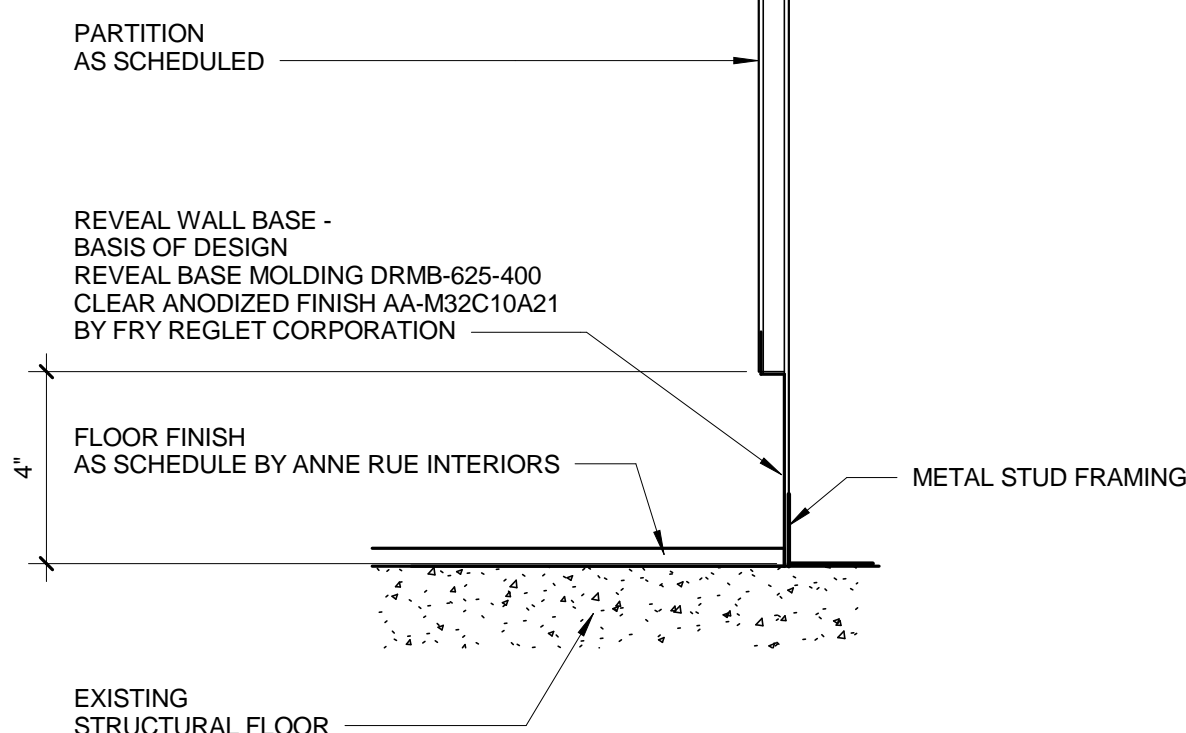 PARTITION
AS SCHEDULED
REVEAL WALL BASE -
BASIS OF DESIGN
REVEAL BASE MOLDING DRMB-625-400
CLEAR ANODIZED FINISH AA-M32C10A21
BY FRY REGLET CORPORATION
4"
FLOOR FINISH
AS SCHEDULE BY ANNE RUE INTERIORS
METAL STUD FRAMING
EXISTING
STRUCTURAL FLOOR